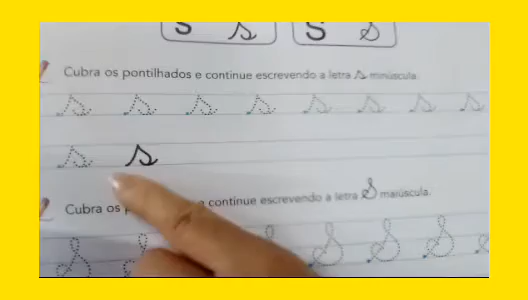 S s S S
Cubra os pontilhados e continue escrevendo a letra s minúscula.
s s s s s s s s
s s
Cubra os continue escrevendo a letra S maiúscula.
S S S S S S